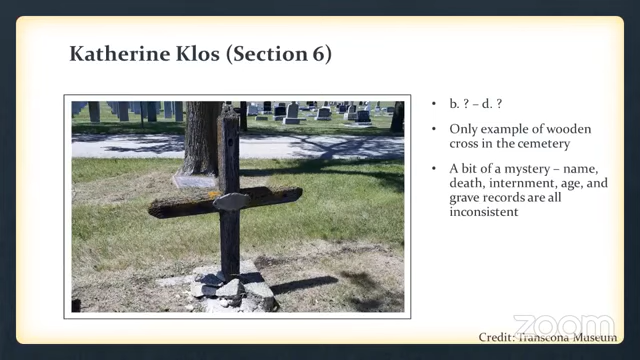 Katherine Klos (Section 6)
• b. ? – d. ?
• Only example of wooden
cross in the cemetery
• A bit of a mystery – name,
death, internment, age, and
grave records are all
inconsistent
zoom
Credit: Transcona Museum